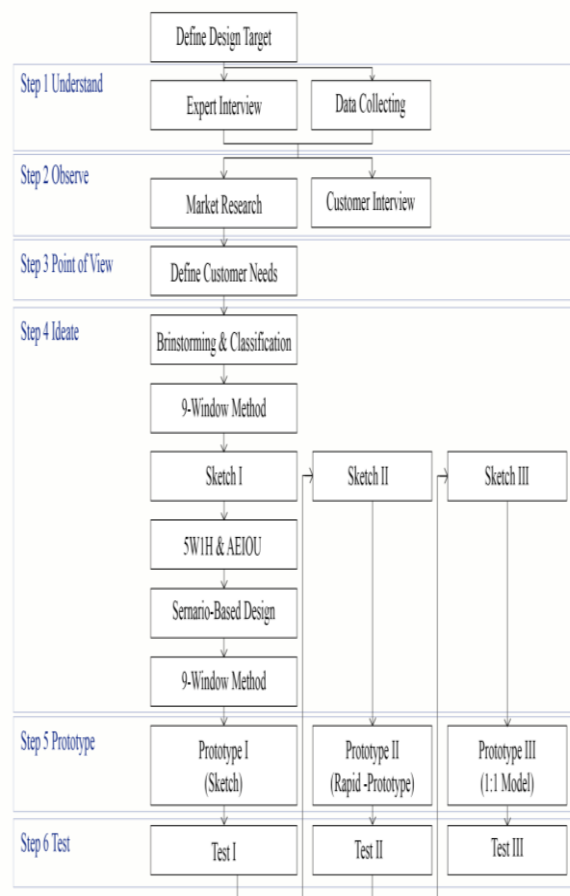 Define Design Target
Step 1 Understand
Expert Interview
Data Collecting
Step 2 Observe
Market Research
Customer Interview
Step 3 Point of View
Define Customer Needs
Step 4 Ideate
Brinstorming & Classification
9-Window Method
Sketch I
Sketch II
Sketch III
5W1H & AEIOU
Sernario-Based Design
9-Window Method
Step 5 Prototype
Prototype I
(Sketch)
Prototype II
(Rapid -Prototype)
Prototype III
(1:1 Model)
Step 6 Test
Test I
Test II
Test III